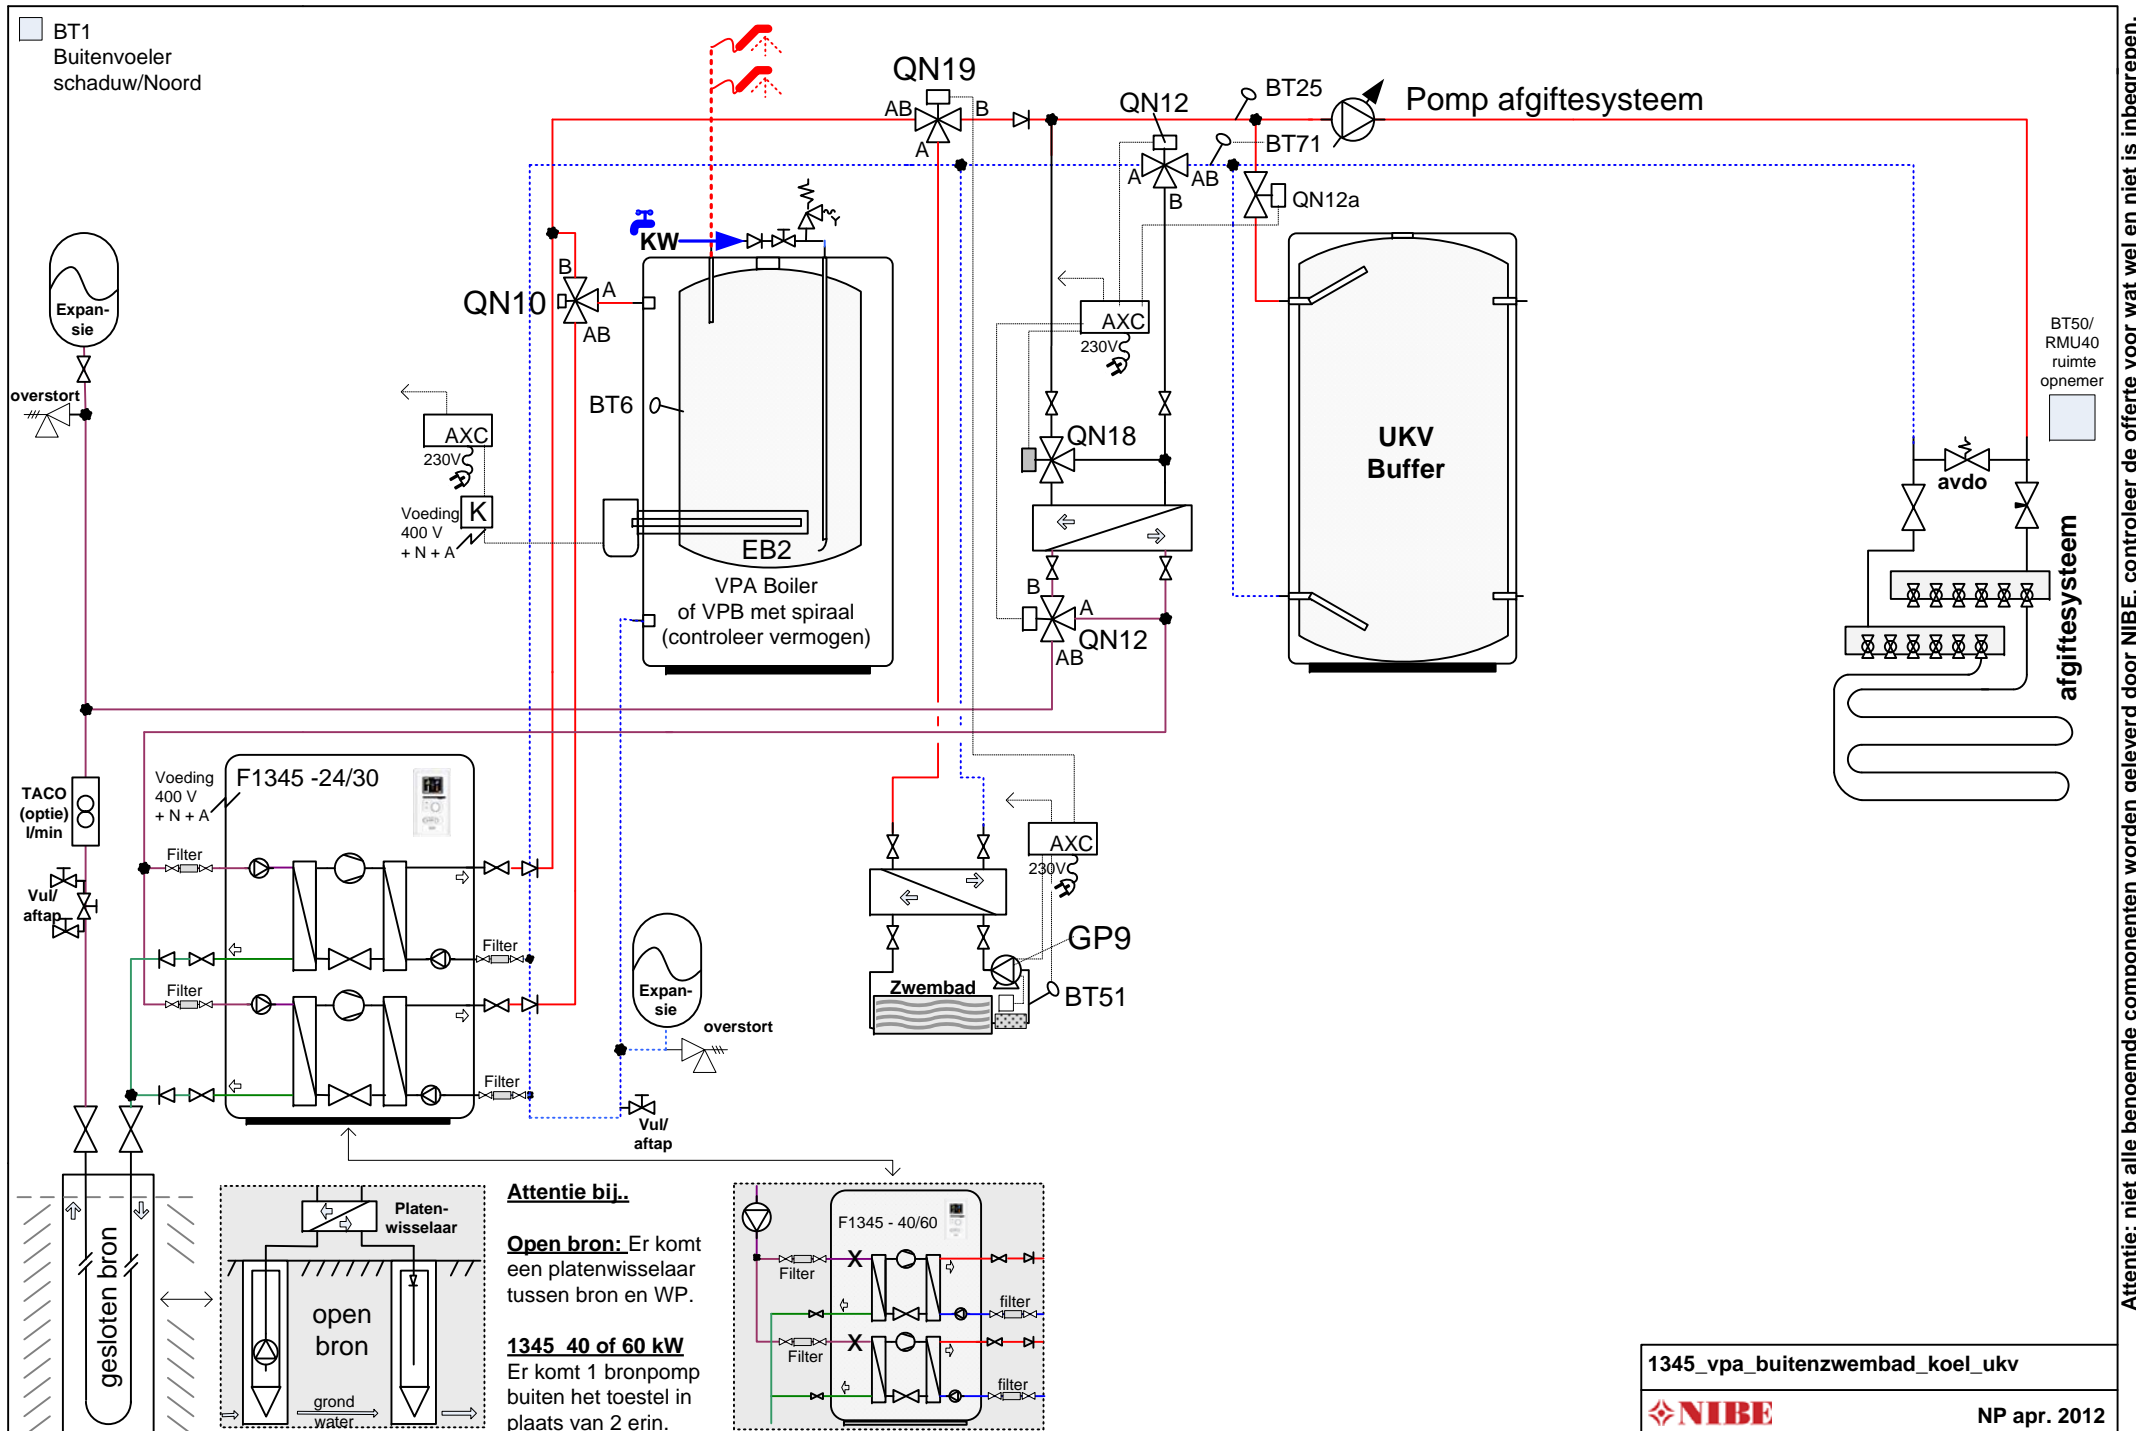 BT1
Buitenvoeler
schaduw/Noord
QN19
AB
B
A
QN12
BT25
Pomp afgiftesysteem
BT71
A
AB
B
QN12a
KW
B
A
QN10
AB
Expan-
sie
overstort
BT6
AXC
230V
AXC
230V
K
Voeding
400 V
+ N + A
EB2
VPA Boiler
of VPB met spiraal
(controleer vermogen)
QN18
B
A
QN12
AB
UKV
Buffer
BT50/
RMU40
ruimte
opnemer
avdo
afgiftesysteem
TACO
(optie)
l/min
Vul/
aftap
Voeding
400 V
+ N + A
F1345 -24/30
Filter
Filter
Filter
Filter
Expan-
sie
overstort
Vul/
aftap
AXC
230V
GP9
BT51
Zwembad
gesloten bron
Platen-
wisselaar
open
bron
grond
water
Attentie bij..
Open bron: Er komt
een platenwisselaar
tussen bron en WP.
1345 40 of 60 kW
Er komt 1 bronpomp
buiten het toestel in
plaats van 2 erin.
F1345 - 40/60
Filter
filter
Filter
filter
1345_vpa_buitenzwembad_koel_ukv
NIBE
NP apr. 2012
Attentie: niet alle benoemde componenten worden geleverd door NIBE, controleer de offerte voor wat wel en niet is inbegrepen.